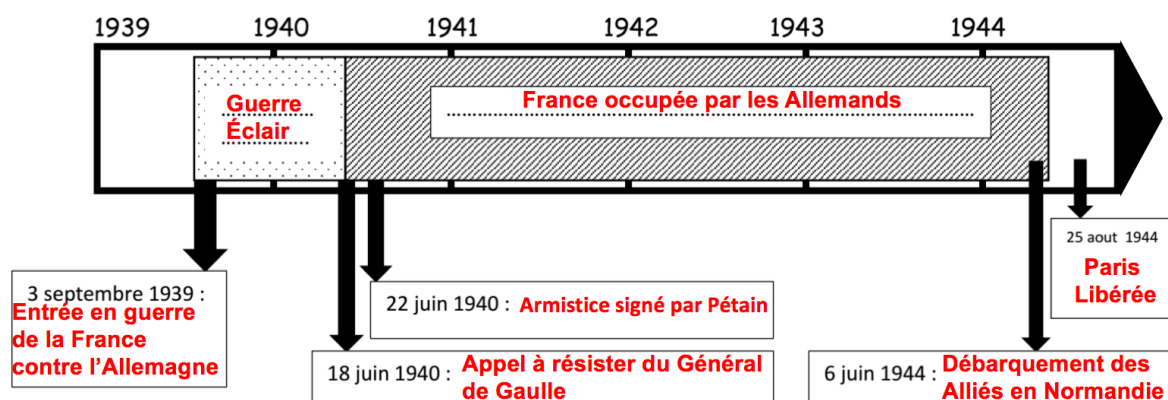 1939 1940 1941 1942 1943 1944
Guerre
Éclair
France occupée par les Allemands
3 septembre 1939 :
Entrée en guerre
de la France
contre l’Allemagne
22 juin 1940 : Armistice signé par Pétain
18 juin 1940 : Appel à résister du Général
de Gaulle
6 juin 1944 : Débarquement des
Alliés en Normandie
25 aout 1944
Paris
Libérée